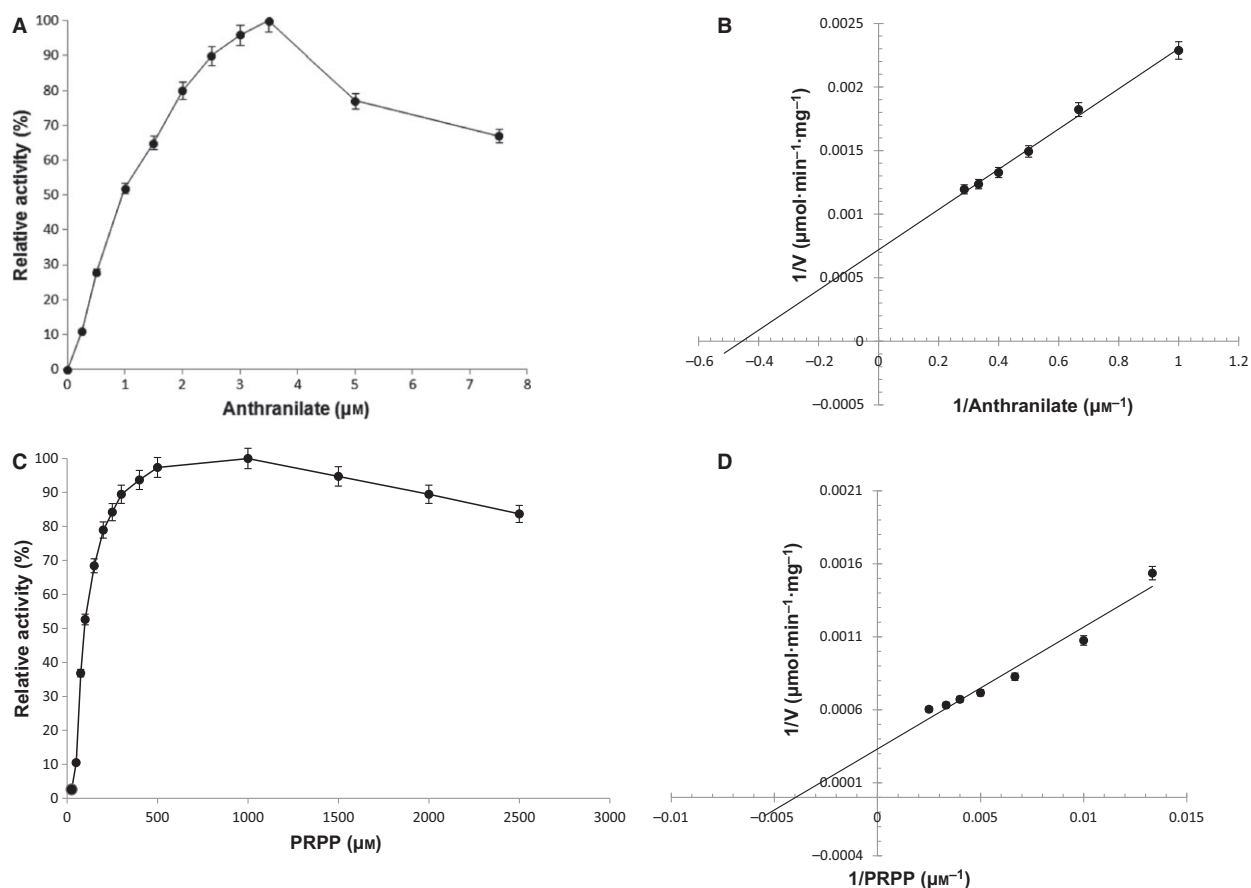 A
Relative activity (%)
100
90
80
70
60
50
40
30
20
10
0
0 1 2 3 4 5 6 7 8
Anthranilate (µM)
B
1/V (µmol·min⁻¹·mg⁻¹)
0.0025
0.002
0.0015
0.001
0.0005
0
–0.0005
–0.6 –0.4 –0.2 0 0.2 0.4 0.6 0.8 1 1.2
1/Anthranilate (µM⁻¹)
C
Relative activity (%)
100
90
80
70
60
50
40
30
20
10
0
0 500 1000 1500 2000 2500 3000
PRPP (µM)
D
1/V (µmol·min⁻¹·mg⁻¹)
0.0021
0.0016
0.0011
0.0006
0.0001
–0.0004
–0.01 –0.005 0 0.005 0.01 0.015
1/PRPP (µM⁻¹)